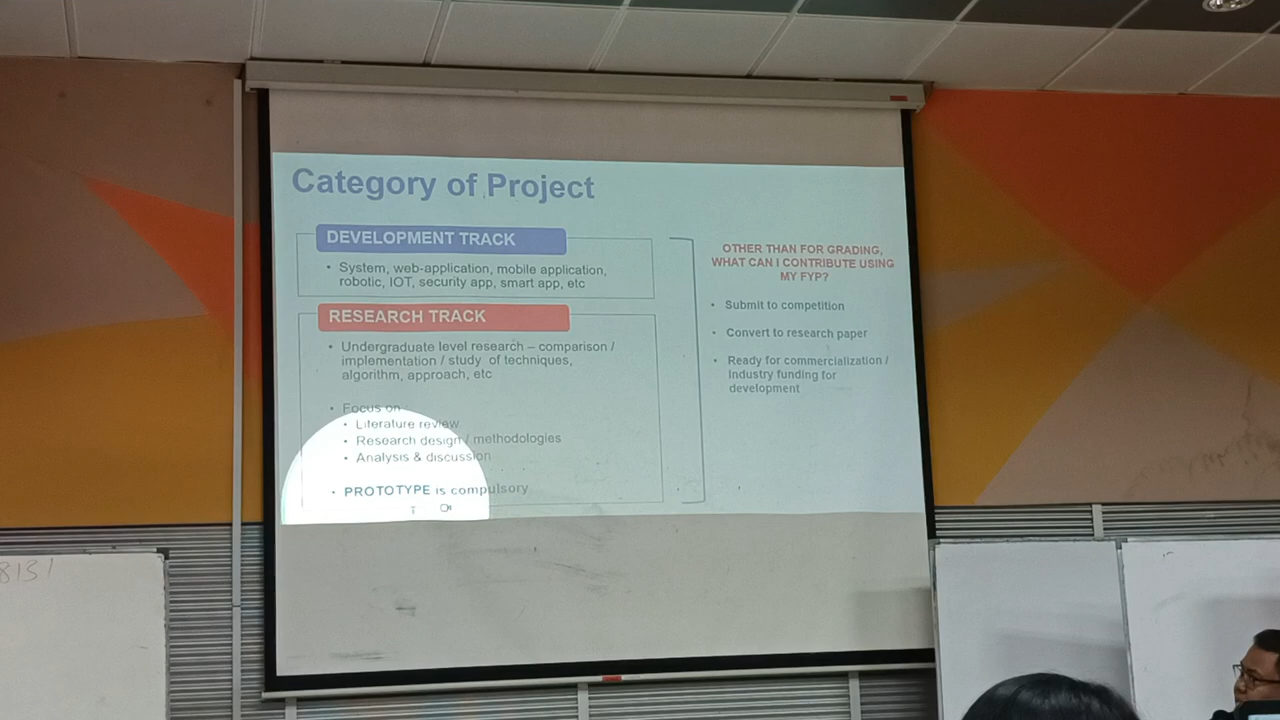 Category of Project
DEVELOPMENT TRACK
• System, web-application, mobile application,
robotic, IOT, security app, smart app, etc
RESEARCH TRACK
• Undergraduate level research – comparison /
implementation / study of techniques,
algorithm, approach, etc
• Focus on
• Literature review
• Research design / methodologies
• Analysis & discussion
• PROTOTYPE is compulsory
OTHER THAN FOR GRADING,
WHAT CAN I CONTRIBUTE USING
MY FYP?
• Submit to competition
• Convert to research paper
• Ready for commercialization /
Industry funding for
development
8131